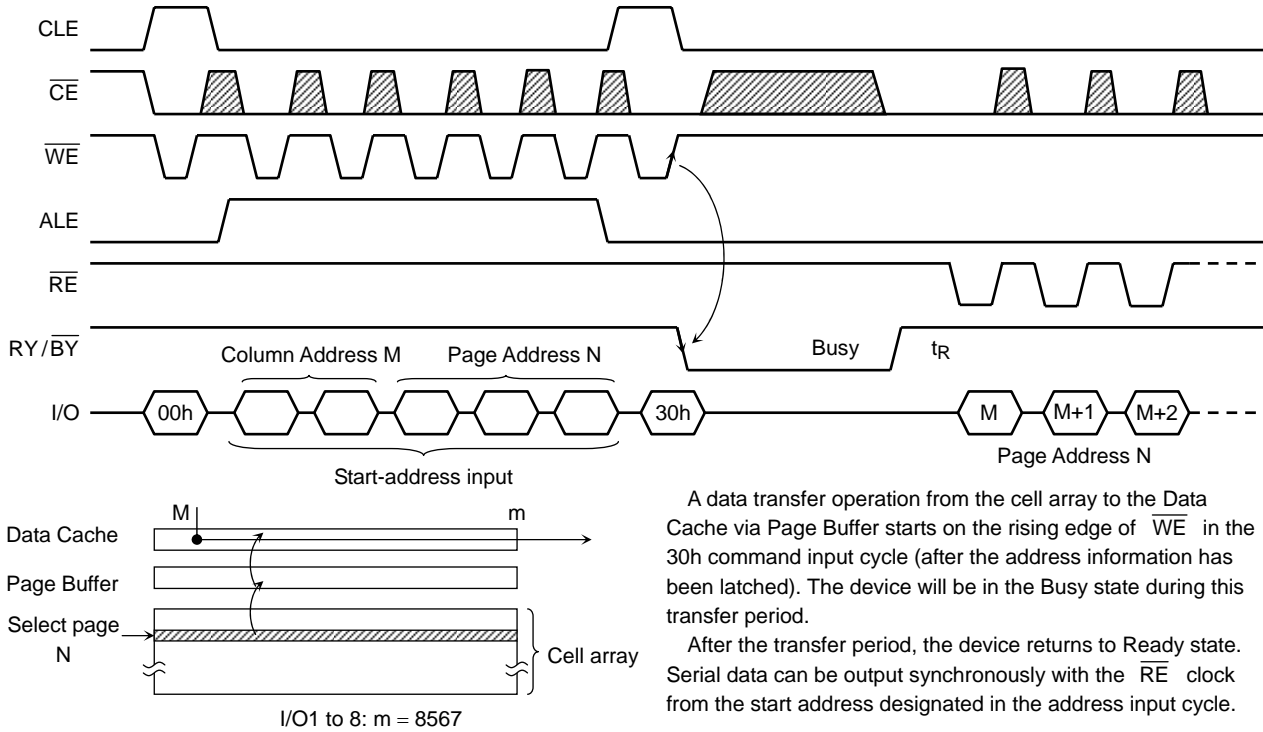 CLE
CE
WE
ALE
RE
RY/BY
Busy
tR
Column Address M
Page Address N
I/O
00h
30h
M
M+1
M+2
Start-address input
Page Address N
M
m
Data Cache
Page Buffer
Select page
N
Cell array
I/O1 to 8: m = 8567
A data transfer operation from the cell array to the Data
Cache via Page Buffer starts on the rising edge of WE in the
30h command input cycle (after the address information has
been latched). The device will be in the Busy state during this
transfer period.
After the transfer period, the device returns to Ready state.
Serial data can be output synchronously with the RE clock
from the start address designated in the address input cycle.